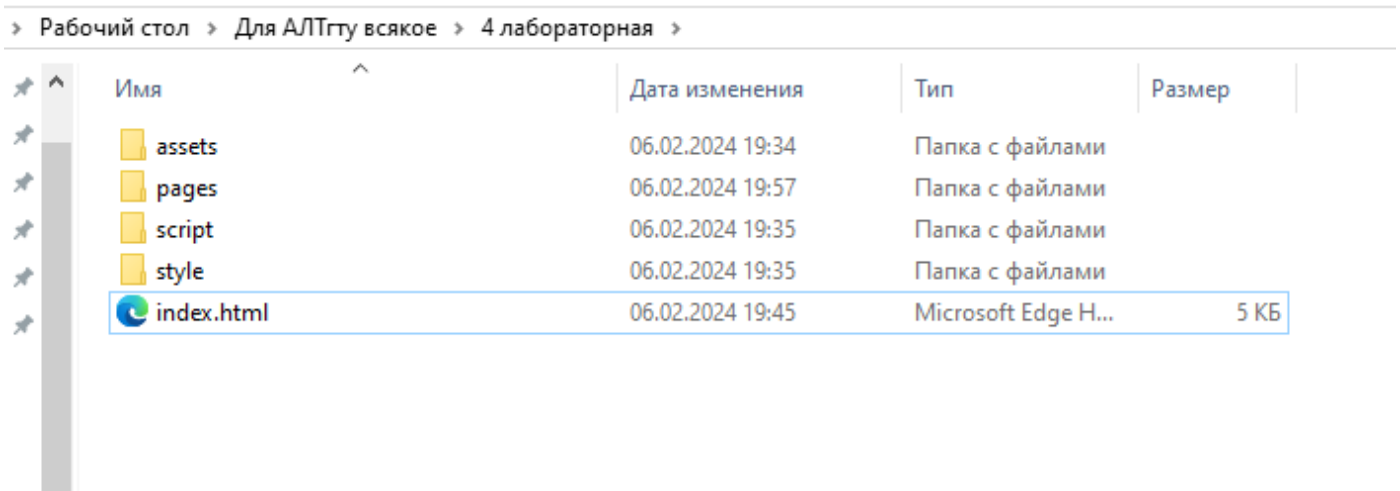 › Рабочий стол › Для АЛТгту всякое › 4 лабораторная ›
Имя Дата изменения Тип Размер
assets 06.02.2024 19:34 Папка с файлами
pages 06.02.2024 19:57 Папка с файлами
script 06.02.2024 19:35 Папка с файлами
style 06.02.2024 19:35 Папка с файлами
index.html 06.02.2024 19:45 Microsoft Edge H... 5 КБ